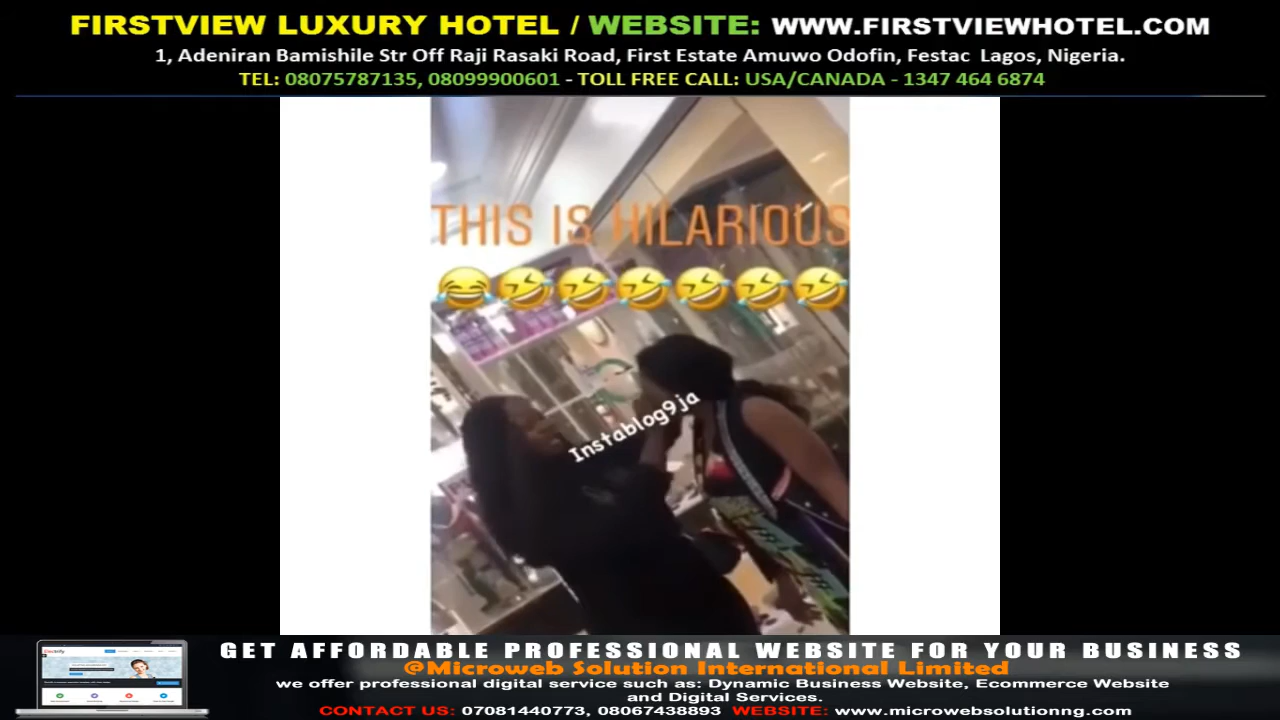 FIRSTVIEW LUXURY HOTEL / WEBSITE: WWW.FIRSTVIEWHOTEL.COM
1, Adeniran Bamishile Str Off Raji Rasaki Road, First Estate Amuwo Odofin, Festac Lagos, Nigeria.
TEL: 08075787135, 08099900601 - TOLL FREE CALL: USA/CANADA - 1347 464 6874
THIS IS HILARIOUS
😂🤣🤣🤣🤣🤣🤣
Instablog9ja
GET AFFORDABLE PROFESSIONAL WEBSITE FOR YOUR BUSINESS
@Microweb Solution International Limited
we offer professional digital service such as: Dynamic Business Website, Ecommerce Website
and Digital Services.
CONTACT US: 07081440773, 08067438893 WEBSITE: www.microwebsolutionng.com